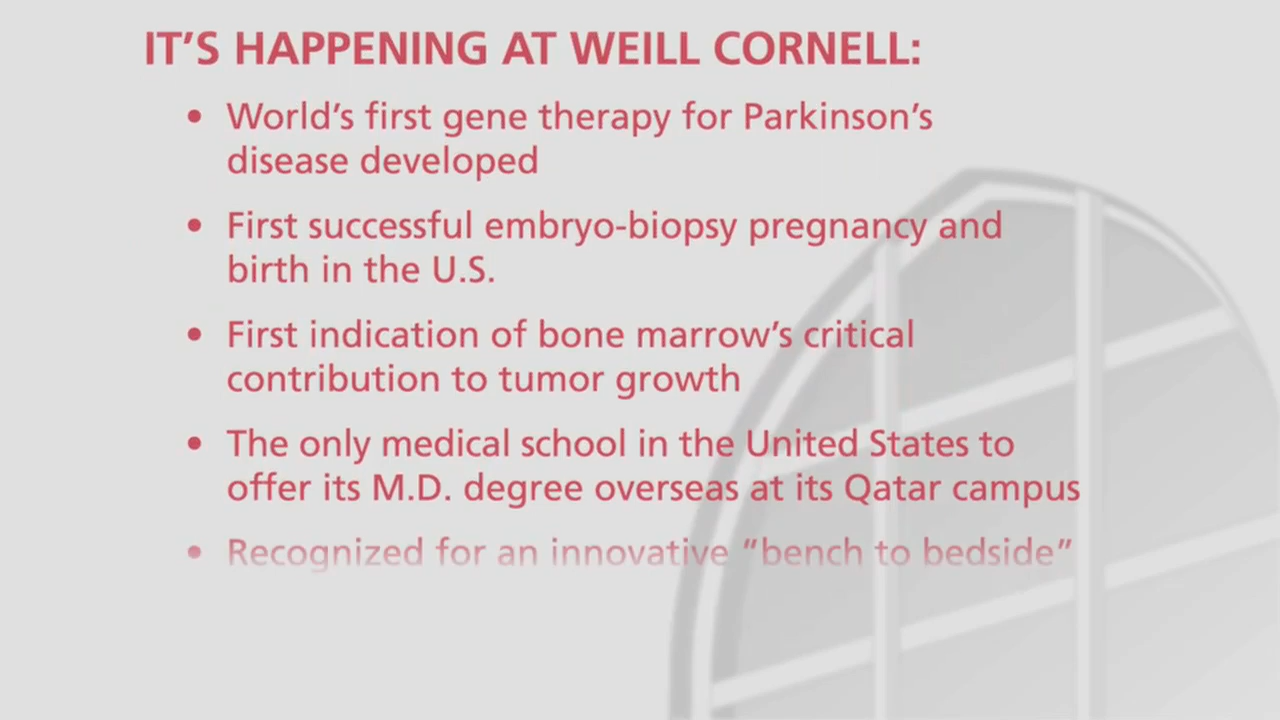 IT’S HAPPENING AT WEILL CORNELL:
• World’s first gene therapy for Parkinson’s
disease developed
• First successful embryo-biopsy pregnancy and
birth in the U.S.
• First indication of bone marrow’s critical
contribution to tumor growth
• The only medical school in the United States to
offer its M.D. degree overseas at its Qatar campus
• Recognized for an innovative “bench to bedside”